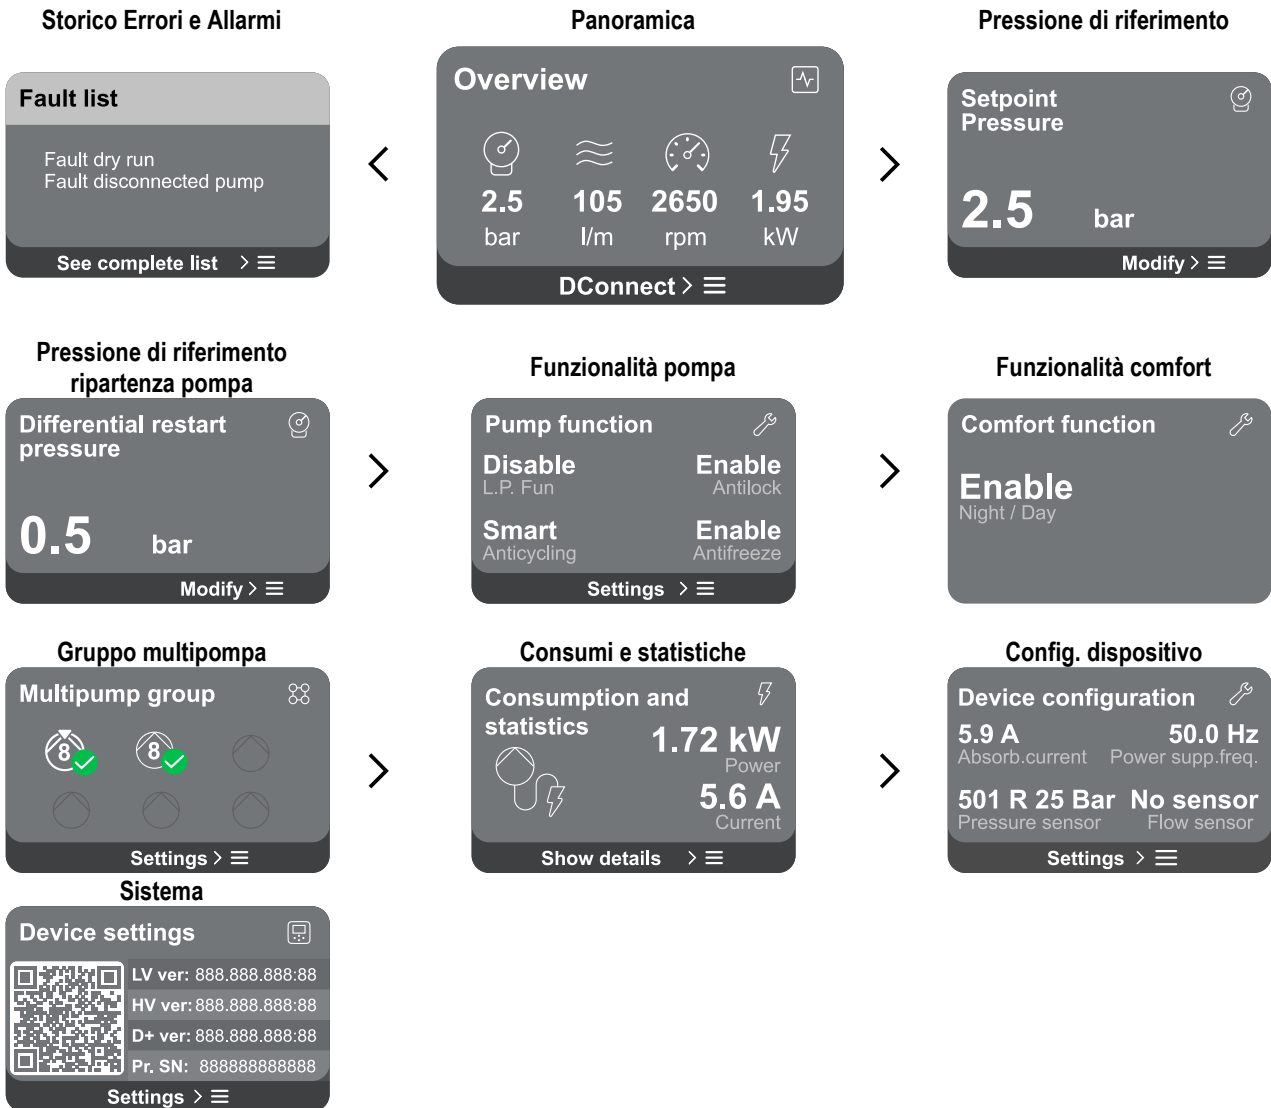 Storico Errori e Allarmi
Fault list
Fault dry run
Fault disconnected pump
See complete list
Panoramica
Overview
2.5 105 2650 1.95
bar l/m rpm kW
DConnect
Pressione di riferimento
Setpoint
Pressure
2.5 bar
Modify
Pressione di riferimento
ripartenza pompa
Differential restart
pressure
0.5 bar
Modify
Funzionalità pompa
Pump function
Disable Enable
L.P. Fun Antilock
Smart Enable
Anticycling Antifreeze
Settings
Funzionalità comfort
Comfort function
Enable
Night / Day
Gruppo multipompa
Multipump group
8 8
Settings
Consumi e statistiche
Consumption and
statistics
1.72 kW
Power
5.6 A
Current
Show details
Config. dispositivo
Device configuration
5.9 A 50.0 Hz
Absorb.current Power supp.freq.
501 R 25 Bar No sensor
Pressure sensor Flow sensor
Settings
Sistema
Device settings
LV ver: 888.888.888:88
HV ver: 888.888.888:88
D+ ver: 888.888.888:88
Pr. SN: 888888888888
Settings